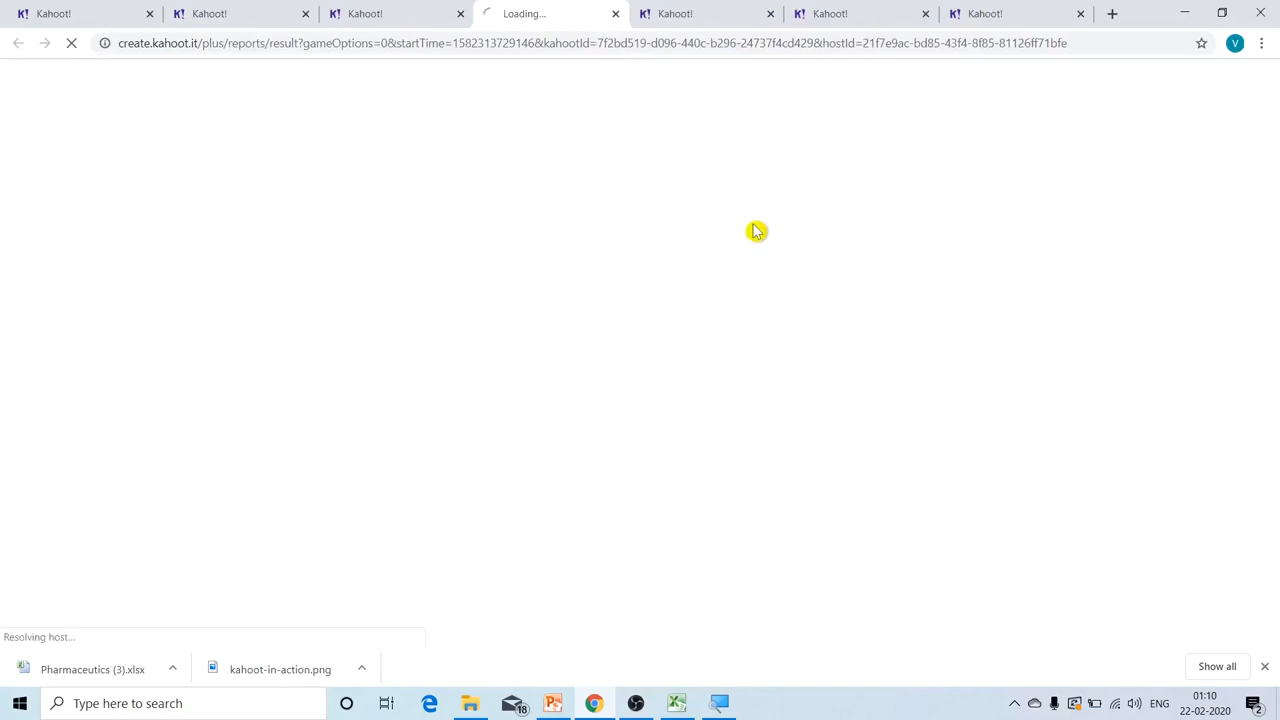 K! Kahoot! K! Kahoot! K! Kahoot! Loading... K! Kahoot! K! Kahoot! K! Kahoot!
create.kahoot.it/plus/reports/result?gameOptions=0&startTime=1582313729146&kahootId=7f2bd519-d096-440c-b296-24737f4cd429&hostId=21f7e9ac-bd85-43f4-8f85-81126ff71bfe V
Resolving host...
Pharmaceutics (3).xlsx kahoot-in-action.png Show all
Type here to search 18 ENG 01:10
22-02-2020 2